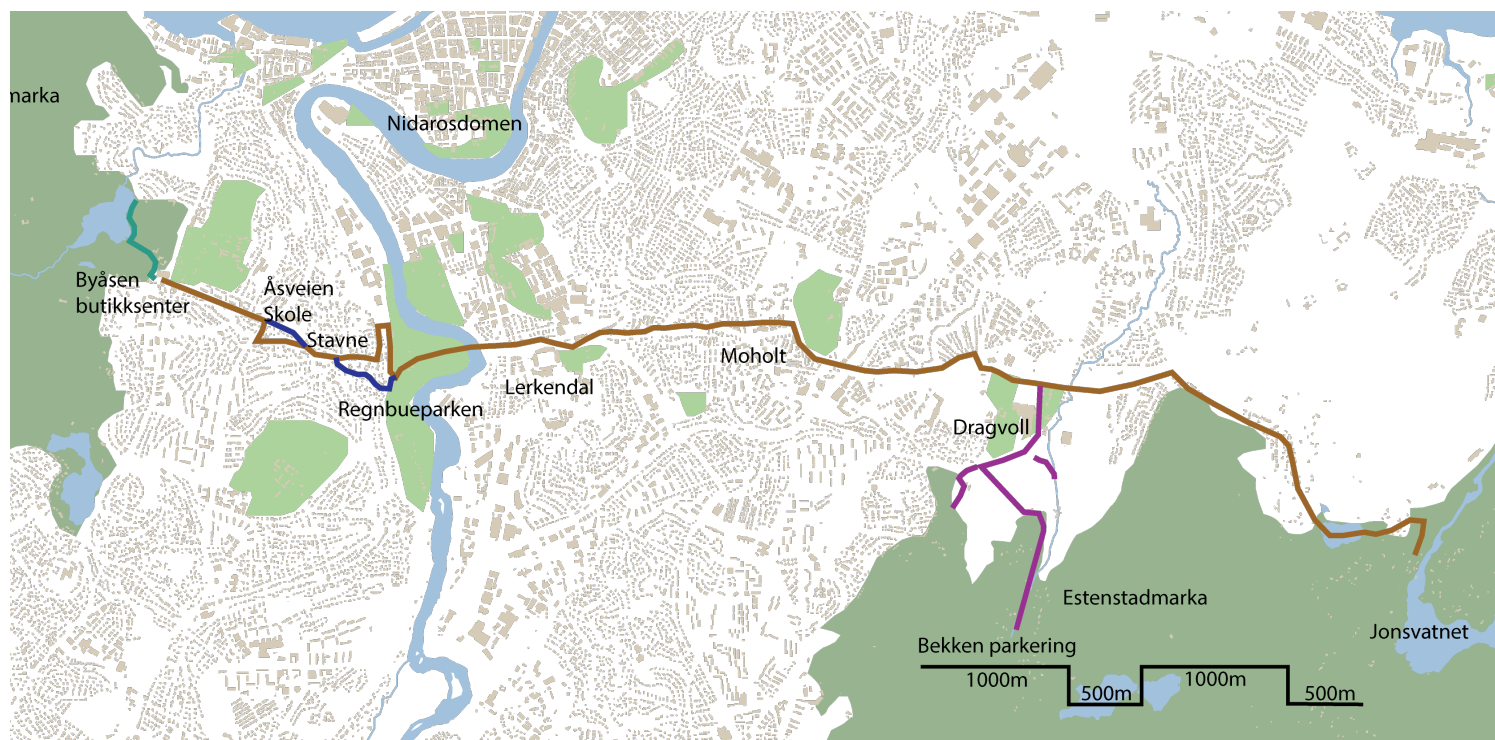 marka
Nidarosdomen
Byåsen
butikksenter
Åsveien
Skole
Stavne
Moholt
Lerkendal
Regnbueparken
Dragvoll
Estenstadmarka
Jonsvatnet
Bekken parkering
1000m
500m
1000m
500m